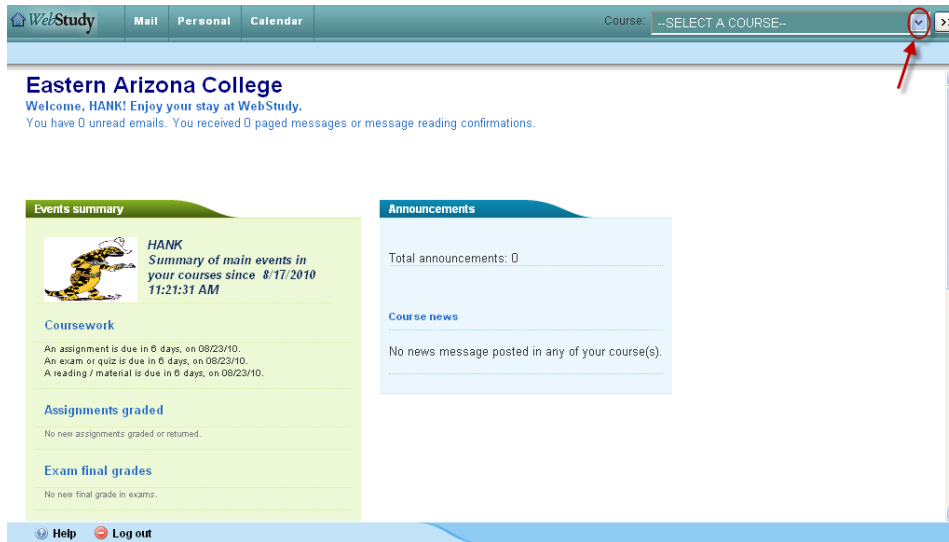 WebStudy Mail Personal Calendar Course: --SELECT A COURSE-- >>
Eastern Arizona College
Welcome, HANK! Enjoy your stay at WebStudy.
You have 0 unread emails. You received 0 paged messages or message reading confirmations.
Events summary
HANK
Summary of main events in
your courses since 8/17/2010
11:21:31 AM
Coursework
An assignment is due in 6 days, on 08/23/10.
An exam or quiz is due in 6 days, on 08/23/10.
A reading / material is due in 6 days, on 08/23/10.
Assignments graded
No new assignments graded or returned.
Exam final grades
No new final grade in exams.
Announcements
Total announcements: 0
Course news
No news message posted in any of your course(s).
Help Log out